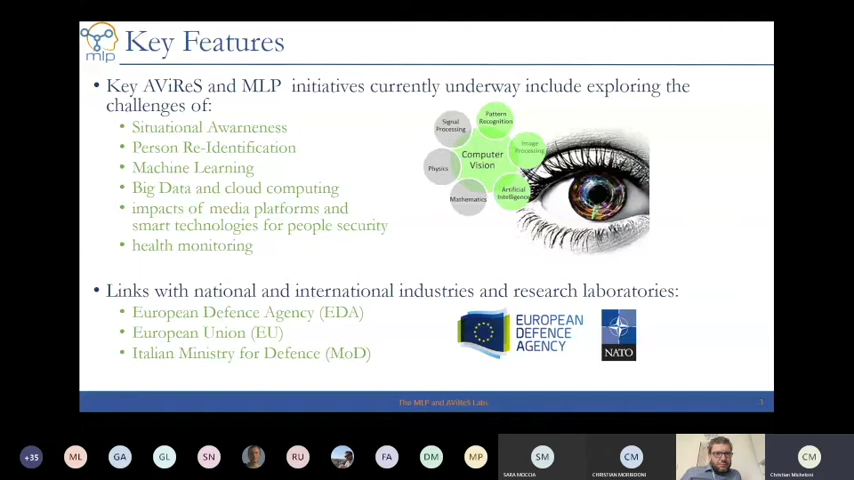 mlp
Key Features
• Key AViReS and MLP initiatives currently underway include exploring the
challenges of:
• Situational Awarness
• Person Re-Identification
• Machine Learning
• Big Data and cloud computing
• impacts of media platforms and
smart technologies for people security
• health monitoring
Signal
Processing
Pattern
Recognition
Image
Processing
Computer
Vision
Physics
Artificial
Intelligence
Mathematics
• Links with national and international industries and research laboratories:
• European Defence Agency (EDA)
• European Union (EU)
• Italian Ministry for Defence (MoD)
EUROPEAN
DEFENCE
AGENCY
NATO
The MLP and AViReS Labs
3
+35
ML
GA
GL
SN
RU
FA
DM
MP
SM
CM
CM
SARA MOCCIA
CHRISTIAN MORBIDONI
Christian Micheloni